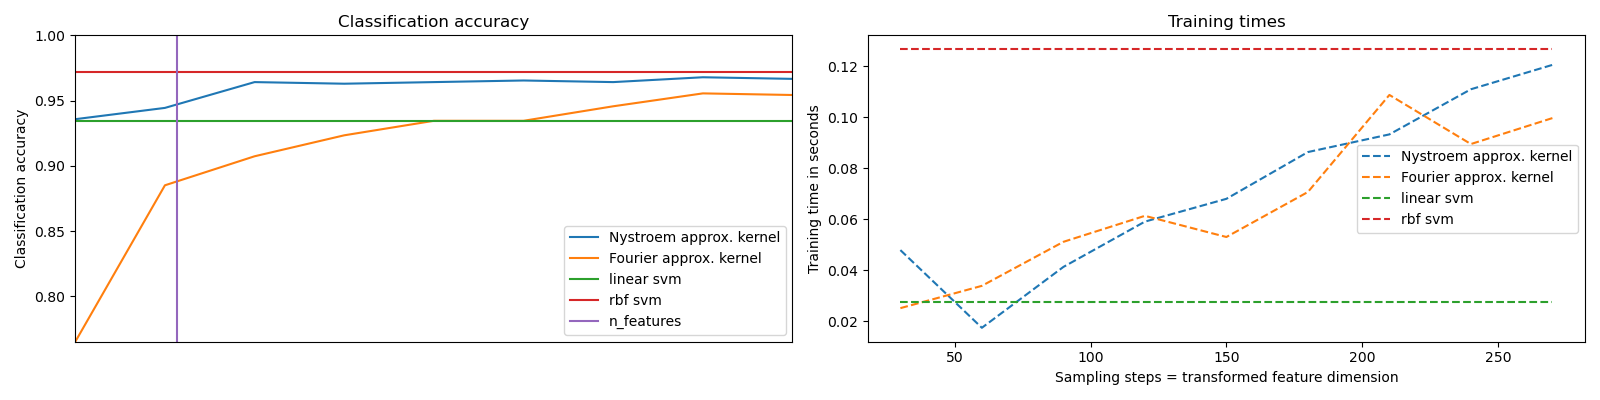 Classification accuracy
Classification accuracy
1.00
0.95
0.90
0.85
0.80
Nystroem approx. kernel
Fourier approx. kernel
linear svm
rbf svm
n_features
Training times
Training time in seconds
0.12
0.10
0.08
0.06
0.04
0.02
Nystroem approx. kernel
Fourier approx. kernel
linear svm
rbf svm
50
100
150
200
250
Sampling steps = transformed feature dimension